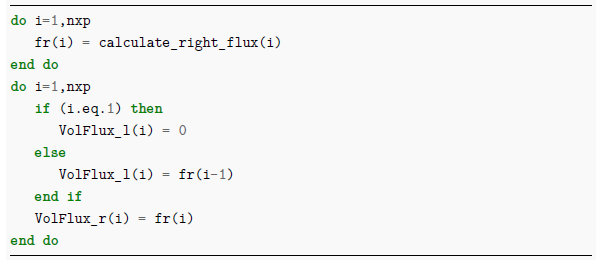 do i=1,nxp
fr(i) = calculate_right_flux(i)
end do
do i=1,nxp
if (i.eq.1) then
VolFlux_l(i) = 0
else
VolFlux_l(i) = fr(i-1)
end if
VolFlux_r(i) = fr(i)
end do